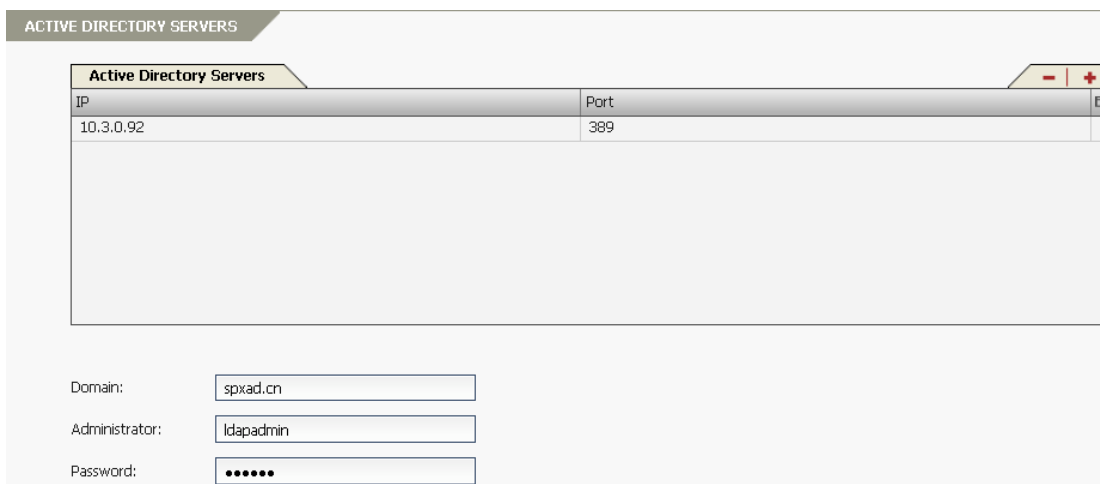 ACTIVE DIRECTORY SERVERS
Active Directory Servers
IP Port
10.3.0.92 389
Domain: spxad.cn
Administrator: ldapadmin
Password: ••••••